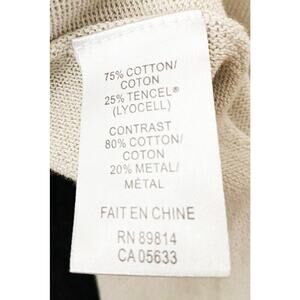 75% COTTON/
COTON
25% TENCEL®
(LYOCELL)
CONTRAST
80% COTTON/
COTON
20% METAL/
MÉTAL
FAIT EN CHINE
RN 89814
CA 05633